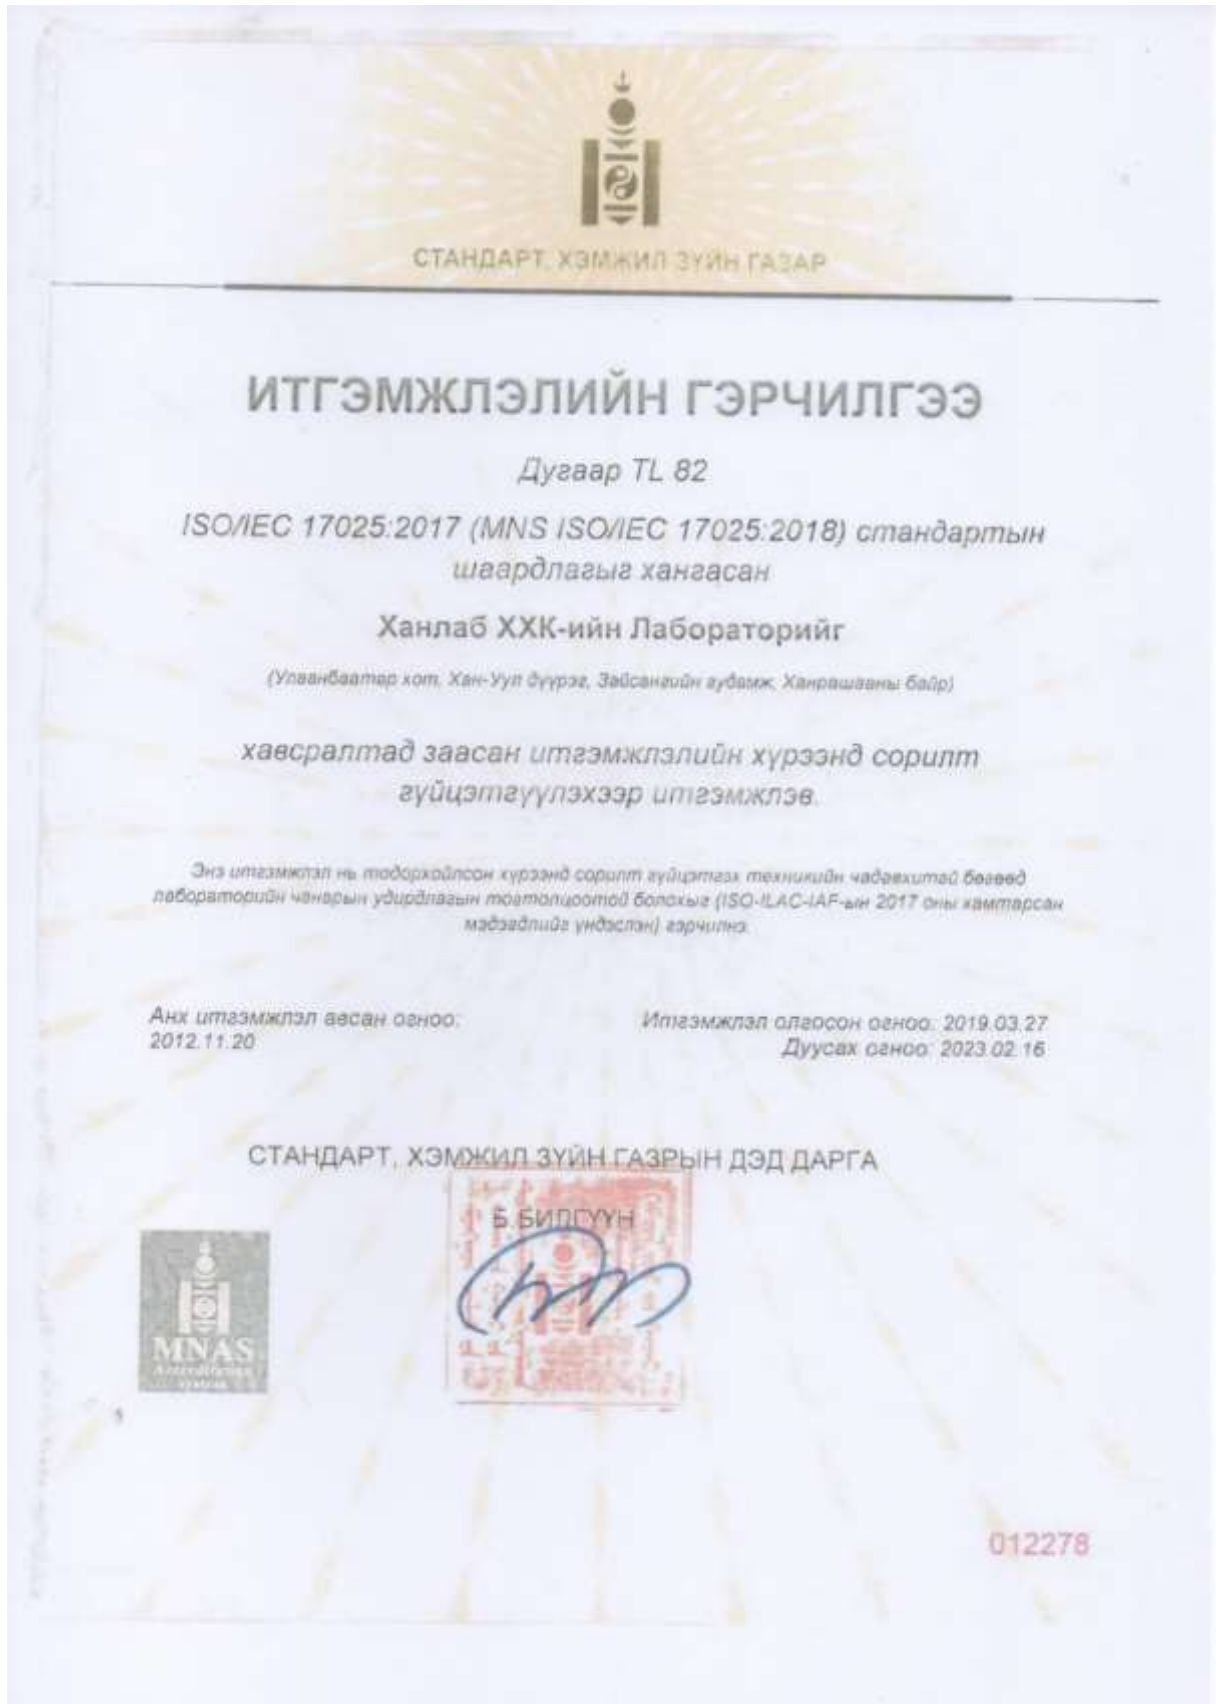 СТАНДАРТ, ХЭМЖИЛ ЗҮЙН ГАЗАР
ИТГЭМЖЛЭЛИЙН ГЭРЧИЛГЭЭ
Дугаар TL 82
ISO/IEC 17025:2017 (MNS ISO/IEC 17025:2018) стандартын
шаардлагыг хангасан
Ханлаб ХХК-ийн Лабораторийг
(Улаанбаатар хот, Хан-Уул дүүрэг, Зайсангийн гудамж, Ханрашааны байр)
хавсралтад заасан итгэмжлэлийн хүрээнд сорилт
гүйцэтгүүлэхээр итгэмжлэв.
Энэ итгэмжлэл нь тодорхойлсон хүрээнд сорилт гүйцэтгэх техникийн чадавхитай бөгөөд
лабораторийн чанарын удирдлагын тогтолцоотой болохыг (ISO-ILAC-IAF-ын 2017 оны хамтарсан
мэдэгдлийг үндэслэн) гэрчилнэ.
Анх итгэмжлэл авсан огноо:
2012.11.20
Итгэмжлэл олгосон огноо: 2019.03.27
Дуусах огноо: 2023.02.16
СТАНДАРТ, ХЭМЖИЛ ЗҮЙН ГАЗРЫН ДЭД ДАРГА
Б.БИЛГҮҮН
MNAS
Accreditation
system
012278